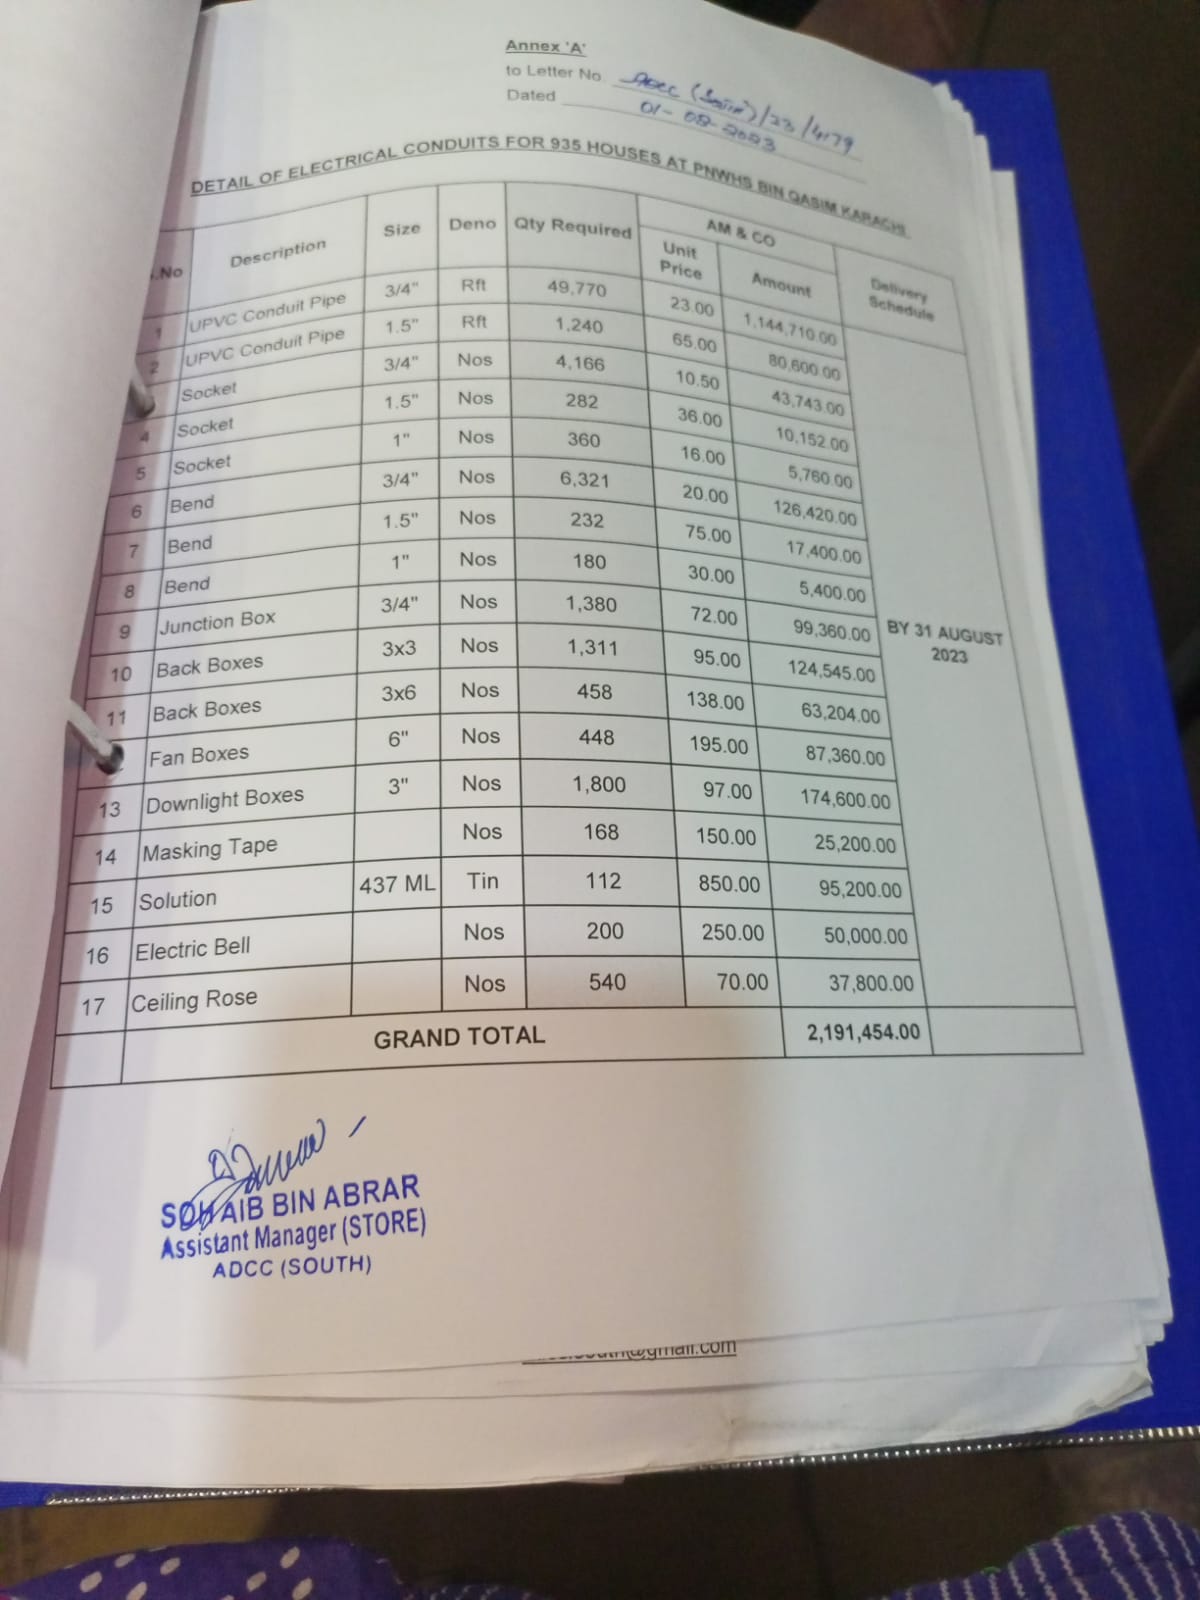 Annex 'A'
to Letter No. ADCC (South)/23/4179
Dated 01-08-2023
DETAIL OF ELECTRICAL CONDUITS FOR 935 HOUSES AT PNWHS BIN QASIM KARACHI
.No Description Size Deno Qty Required AM & CO Unit Price Amount Delivery Schedule
1 UPVC Conduit Pipe 3/4" Rft 49,770 23.00 1,144,710.00
2 UPVC Conduit Pipe 1.5" Rft 1,240 65.00 80,600.00
Socket 3/4" Nos 4,166 10.50 43,743.00
4 Socket 1.5" Nos 282 36.00 10,152.00
5 Socket 1" Nos 360 16.00 5,760.00
6 Bend 3/4" Nos 6,321 20.00 126,420.00
7 Bend 1.5" Nos 232 75.00 17,400.00
8 Bend 1" Nos 180 30.00 5,400.00
9 Junction Box 3/4" Nos 1,380 72.00 99,360.00
10 Back Boxes 3x3 Nos 1,311 95.00 124,545.00
11 Back Boxes 3x6 Nos 458 138.00 63,204.00
Fan Boxes 6" Nos 448 195.00 87,360.00
13 Downlight Boxes 3" Nos 1,800 97.00 174,600.00
14 Masking Tape Nos 168 150.00 25,200.00
15 Solution 437 ML Tin 112 850.00 95,200.00
16 Electric Bell Nos 200 250.00 50,000.00
17 Ceiling Rose Nos 540 70.00 37,800.00
BY 31 AUGUST
2023
GRAND TOTAL 2,191,454.00
SOHAIB BIN ABRAR
Assistant Manager (STORE)
ADCC (SOUTH)
@gmail.com